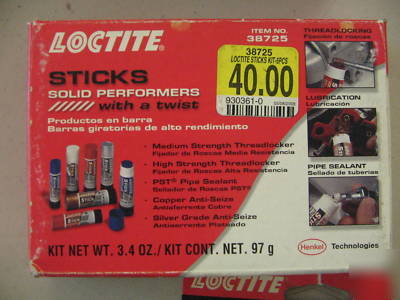 LOCTITE®
ITEM NO.
38725
38725
LOCTITE STICKS KIT-6PCS
40.00
930361-0
STICKS
SOLID PERFORMERS
with a twist
Productos en barra
Barras giratorias de alto rendimiento
• Medium Strength Threadlocker
Fijador de Roscas Media Resistencia
• High Strength Threadlocker
Fijador de Roscas Alta Resistencia
• PST® Pipe Sealant
Sellador de Roscas PST®
• Copper Anti-Seize
Antiaferrante Cobre
• Silver Grade Anti-Seize
Antiaferrante Plateado
KIT NET WT. 3.4 OZ./ KIT CONT. NET. 97 g
THREADLOCKING
Fijación de roscas
LUBRICATION
Lubricación
PIPE SEALANT
Sellado de tuberías
Henkel Technologies
LOCTITE